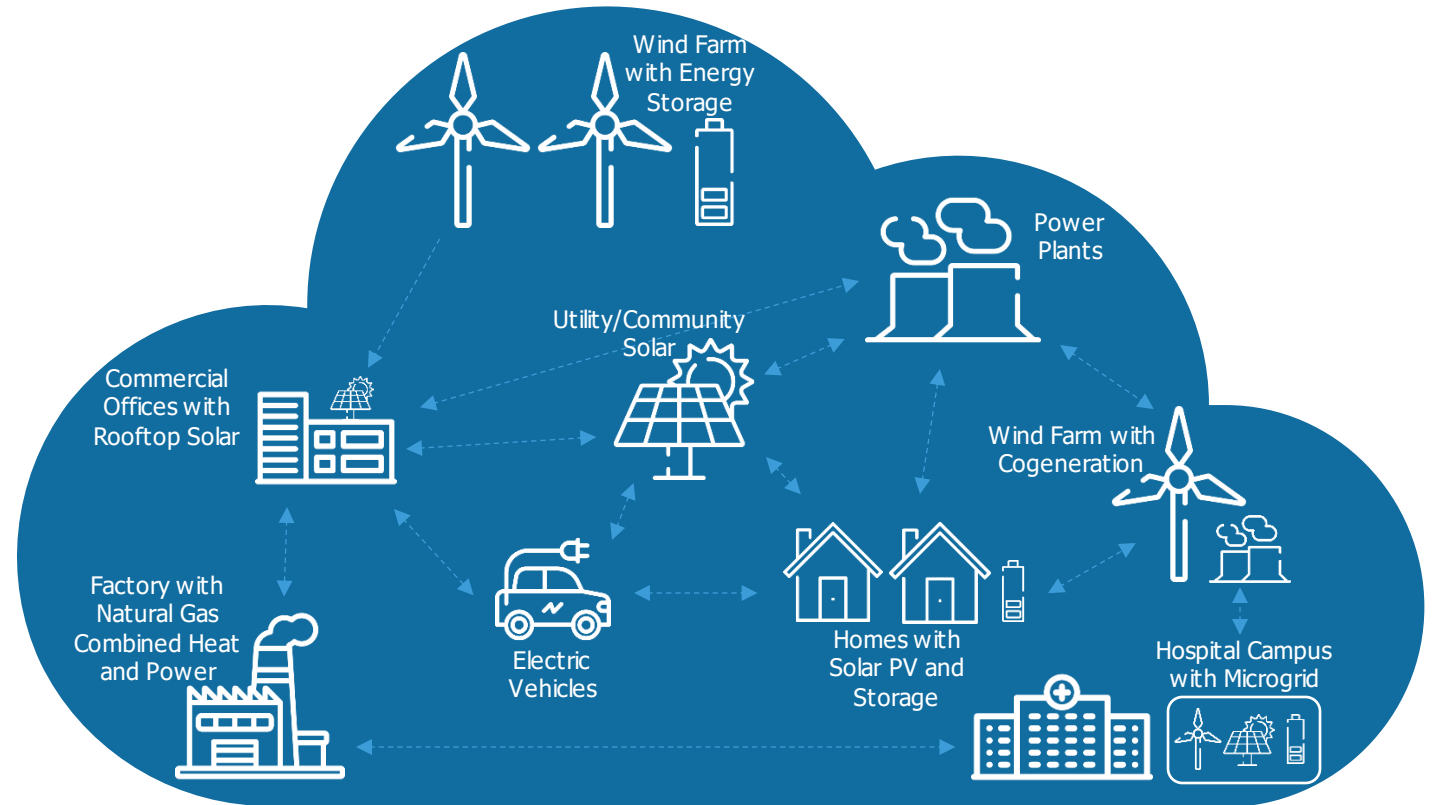 Wind Farm
with Energy
Storage
Power
Plants
Utility/Community
Solar
Commercial
Offices with
Rooftop Solar
Wind Farm with
Cogeneration
Factory with
Natural Gas
Combined Heat
and Power
Electric
Vehicles
Homes with
Solar PV and
Storage
Hospital Campus
with Microgrid